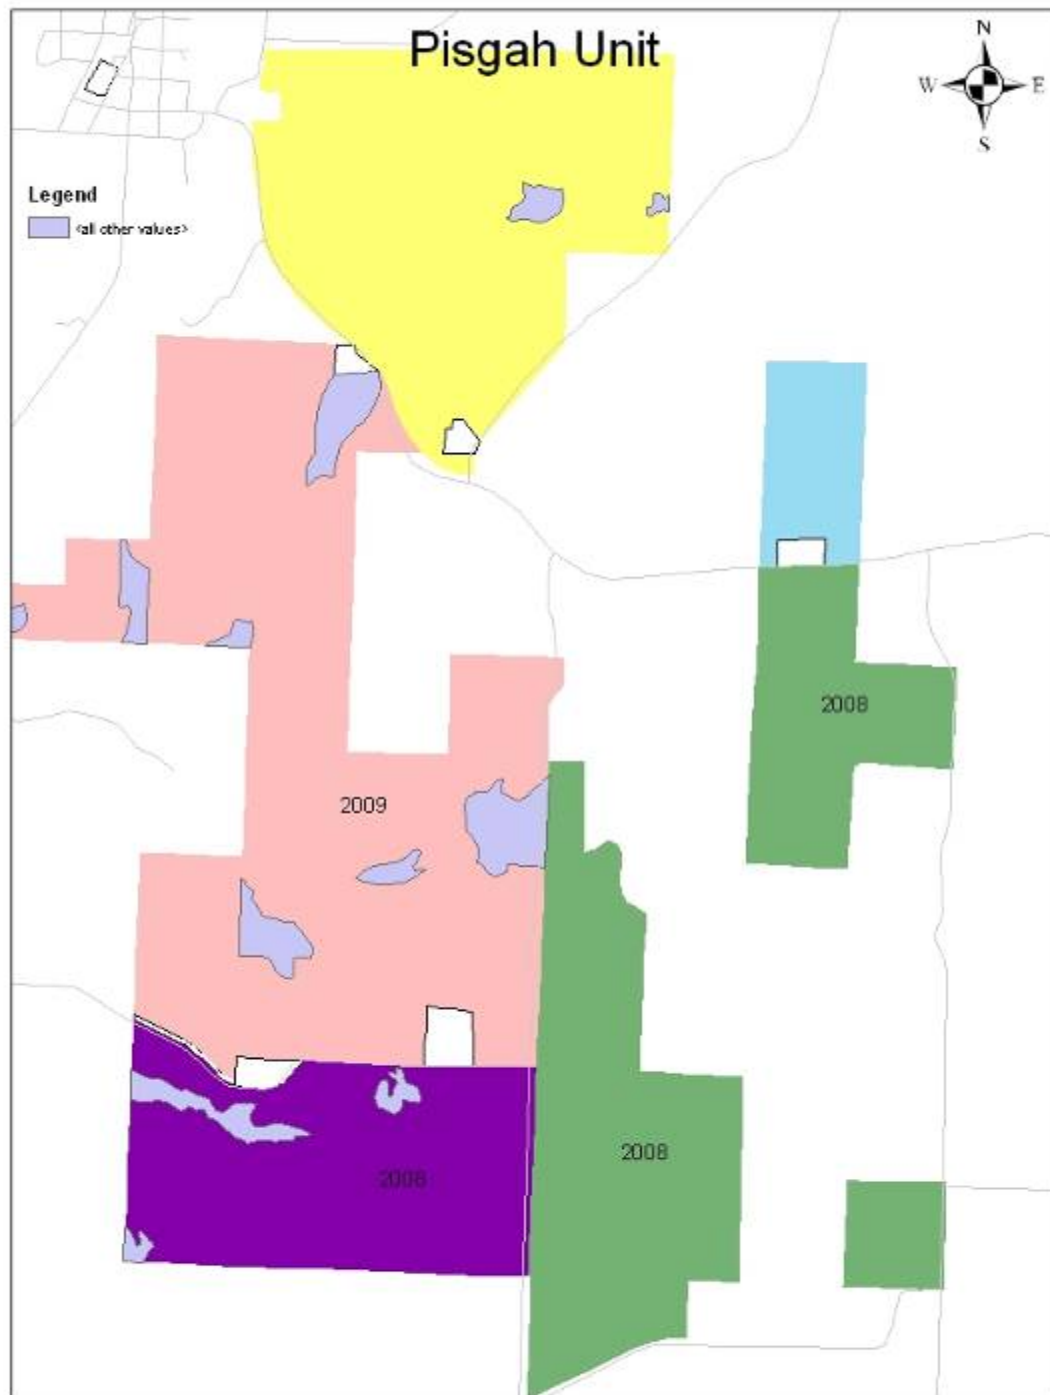 Pisgah Unit
N
W E
S
Legend
<all other values>
2008
2009
2008
2008